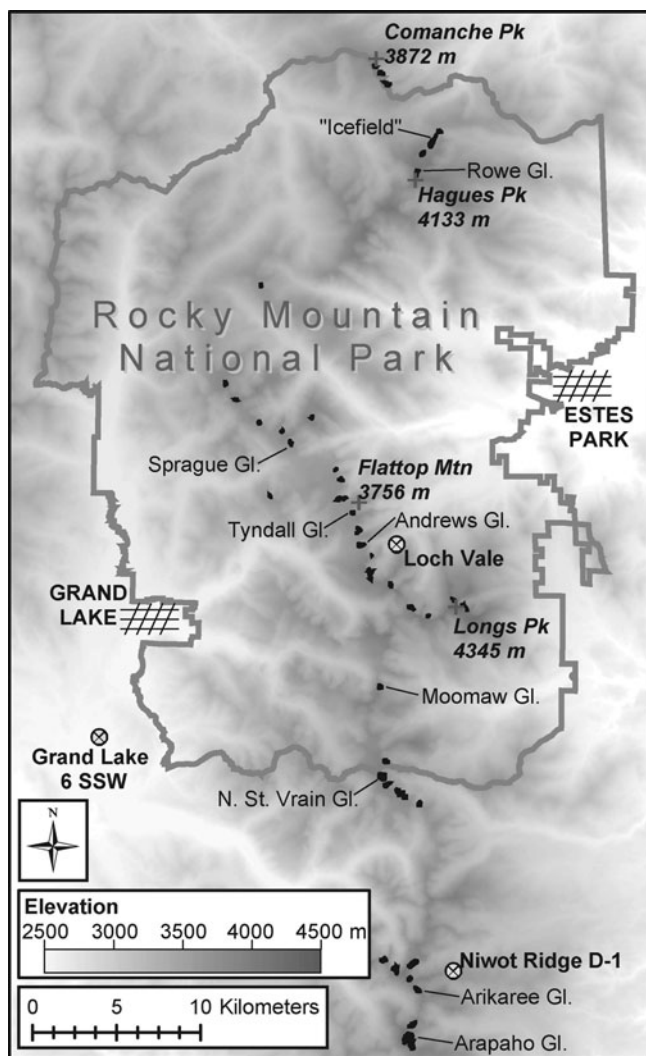 Comanche Pk
3872 m
"Icefield"
Rowe Gl.
Hagues Pk
4133 m
Rocky Mountain
National Park
ESTES
PARK
Sprague Gl.
Flattop Mtn
3756 m
Tyndall Gl.
Andrews Gl.
Loch Vale
GRAND
LAKE
Longs Pk
4345 m
Moomaw Gl.
Grand Lake
6 SSW
N. St. Vrain Gl.
N
Elevation
2500 3000 3500 4000 4500 m
Niwot Ridge D-1
Arikaree Gl.
0 5 10 Kilometers
Arapaho Gl.